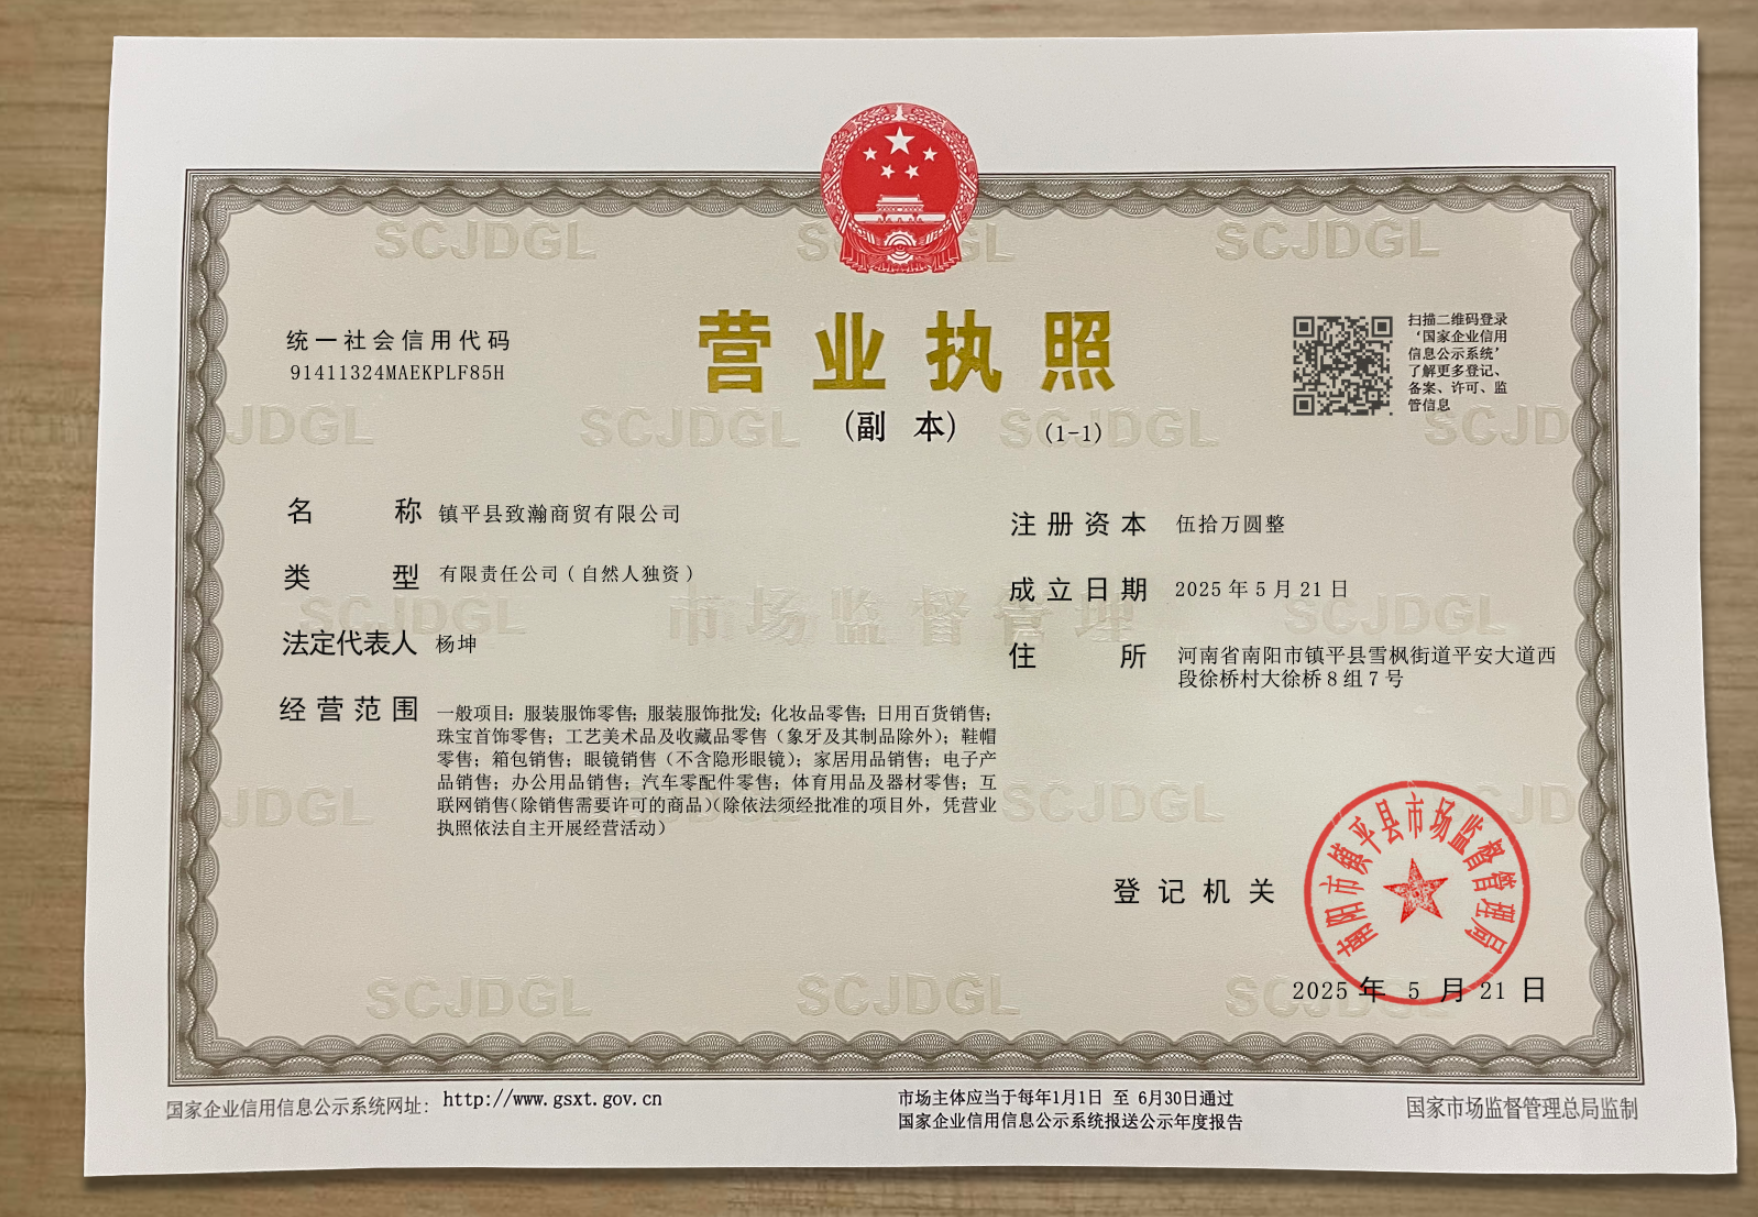 营业执照
(副 本) (1-1)
统一社会信用代码
91411324MAEKPLF85H
扫描二维码登录
‘国家企业信用
信息公示系统’
了解更多登记、
备案、许可、监
管信息
名称 镇平县致瀚商贸有限公司
类型 有限责任公司(自然人独资)
法定代表人 杨坤
经营范围 一般项目:服装服饰零售;服装服饰批发;化妆品零售;日用百货销售;
珠宝首饰零售;工艺美术品及收藏品零售(象牙及其制品除外);鞋帽
零售;箱包销售;眼镜销售(不含隐形眼镜);家居用品销售;电子产
品销售;办公用品销售;汽车零配件零售;体育用品及器材零售;互
联网销售(除销售需要许可的商品)(除依法须经批准的项目外,凭营业
执照依法自主开展经营活动)
注册资本 伍拾万圆整
成立日期 2025年5月21日
住所 河南省南阳市镇平县雪枫街道平安大道西
段徐桥村大徐桥8组7号
登记机关
南阳市镇平县市场监督管理局
2025年5月21日
SCJDGL
市场监督管理
国家企业信用信息公示系统网址: http://www.gsxt.gov.cn
市场主体应当于每年1月1日 至 6月30日通过
国家企业信用信息公示系统报送公示年度报告
国家市场监督管理总局监制